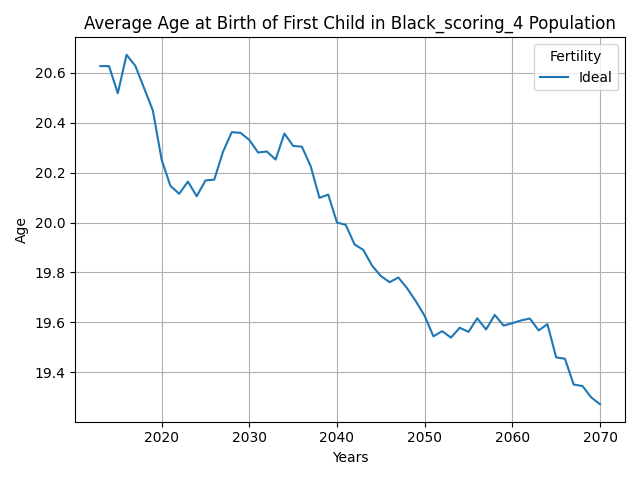 Average Age at Birth of First Child in Black_scoring_4 Population
Fertility
Ideal
20.6
20.4
20.2
20.0
19.8
19.6
19.4
Age
2020 2030 2040 2050 2060 2070
Years